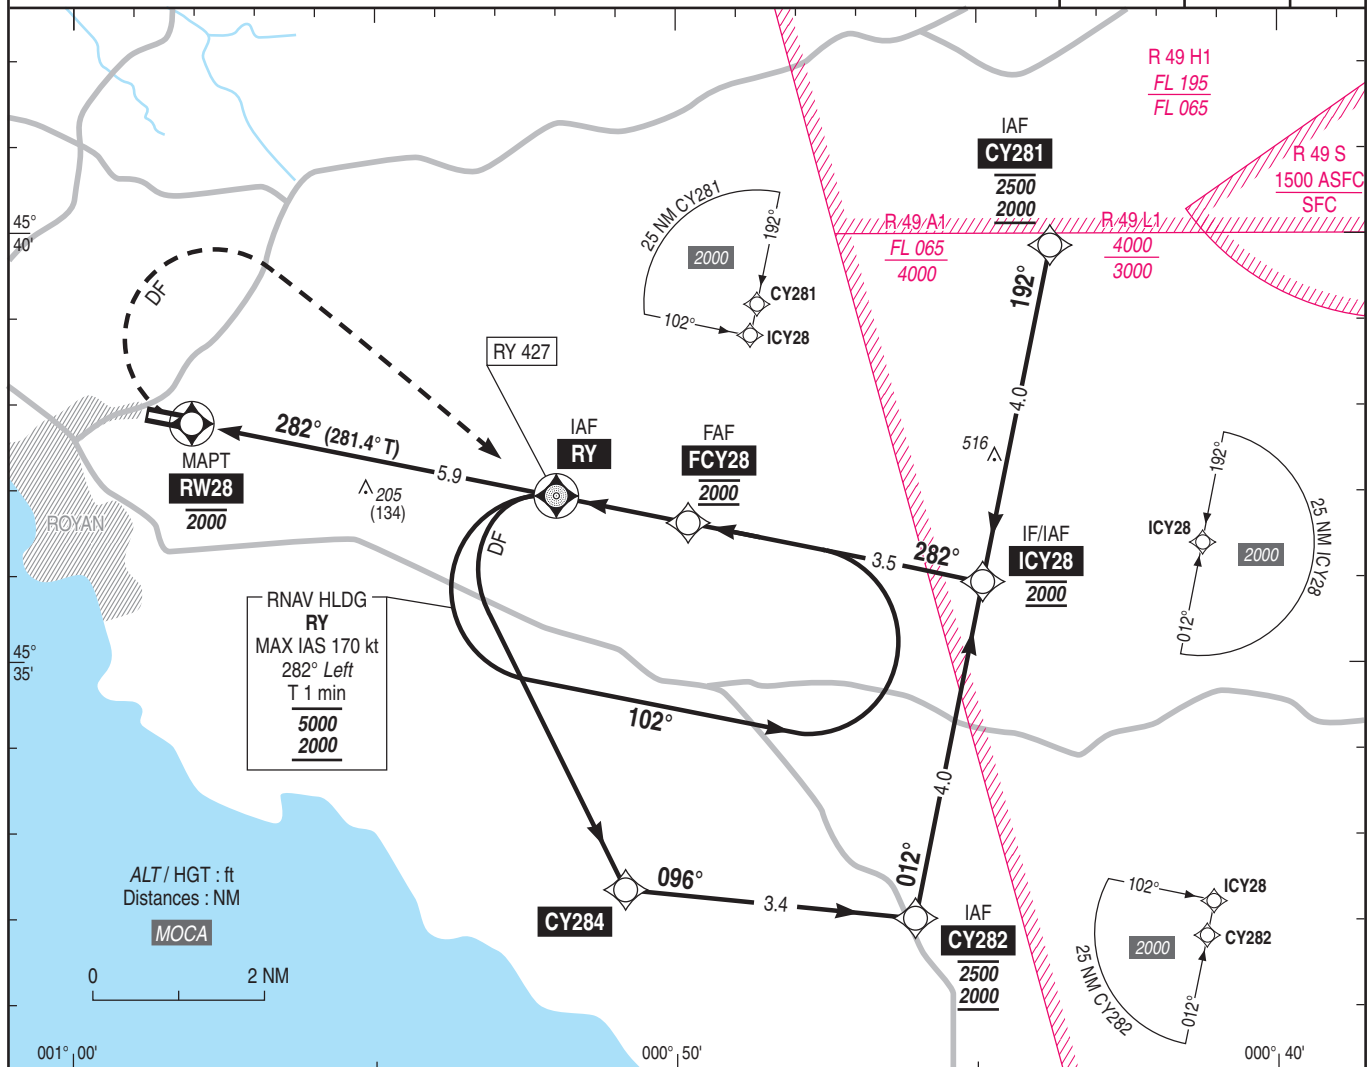 R 49 H1
FL 195
FL 065
IAF
CY281
2500
2000
R 49 S
1500 ASFC
SFC
25 NM CY281
192°
2000
CY281
102°
ICY28
R 49 A1
FL 065
4000
R 49 L1
4000
3000
45°
40'
192°
DF
RY 427
4.0
282° (281.4° T)
5.9
IAF
RY
FAF
FCY28
2000
516
MAPT
RW28
2000
205
(134)
192°
25 NM ICY28
ICY28
2000
012°
ROYAN
DF
3.5
282°
IF/IAF
ICY28
2000
RNAV HLDG
RY
MAX IAS 170 kt
282° Left
T 1 min
5000
2000
45°
35'
102°
4.0
012°
ALT / HGT : ft
Distances : NM
MOCA
0
2 NM
096°
3.4
CY284
IAF
CY282
2500
2000
102°
ICY28
2000
CY282
25 NM CY282
012°
001° 00'
000° 50'
000° 40'